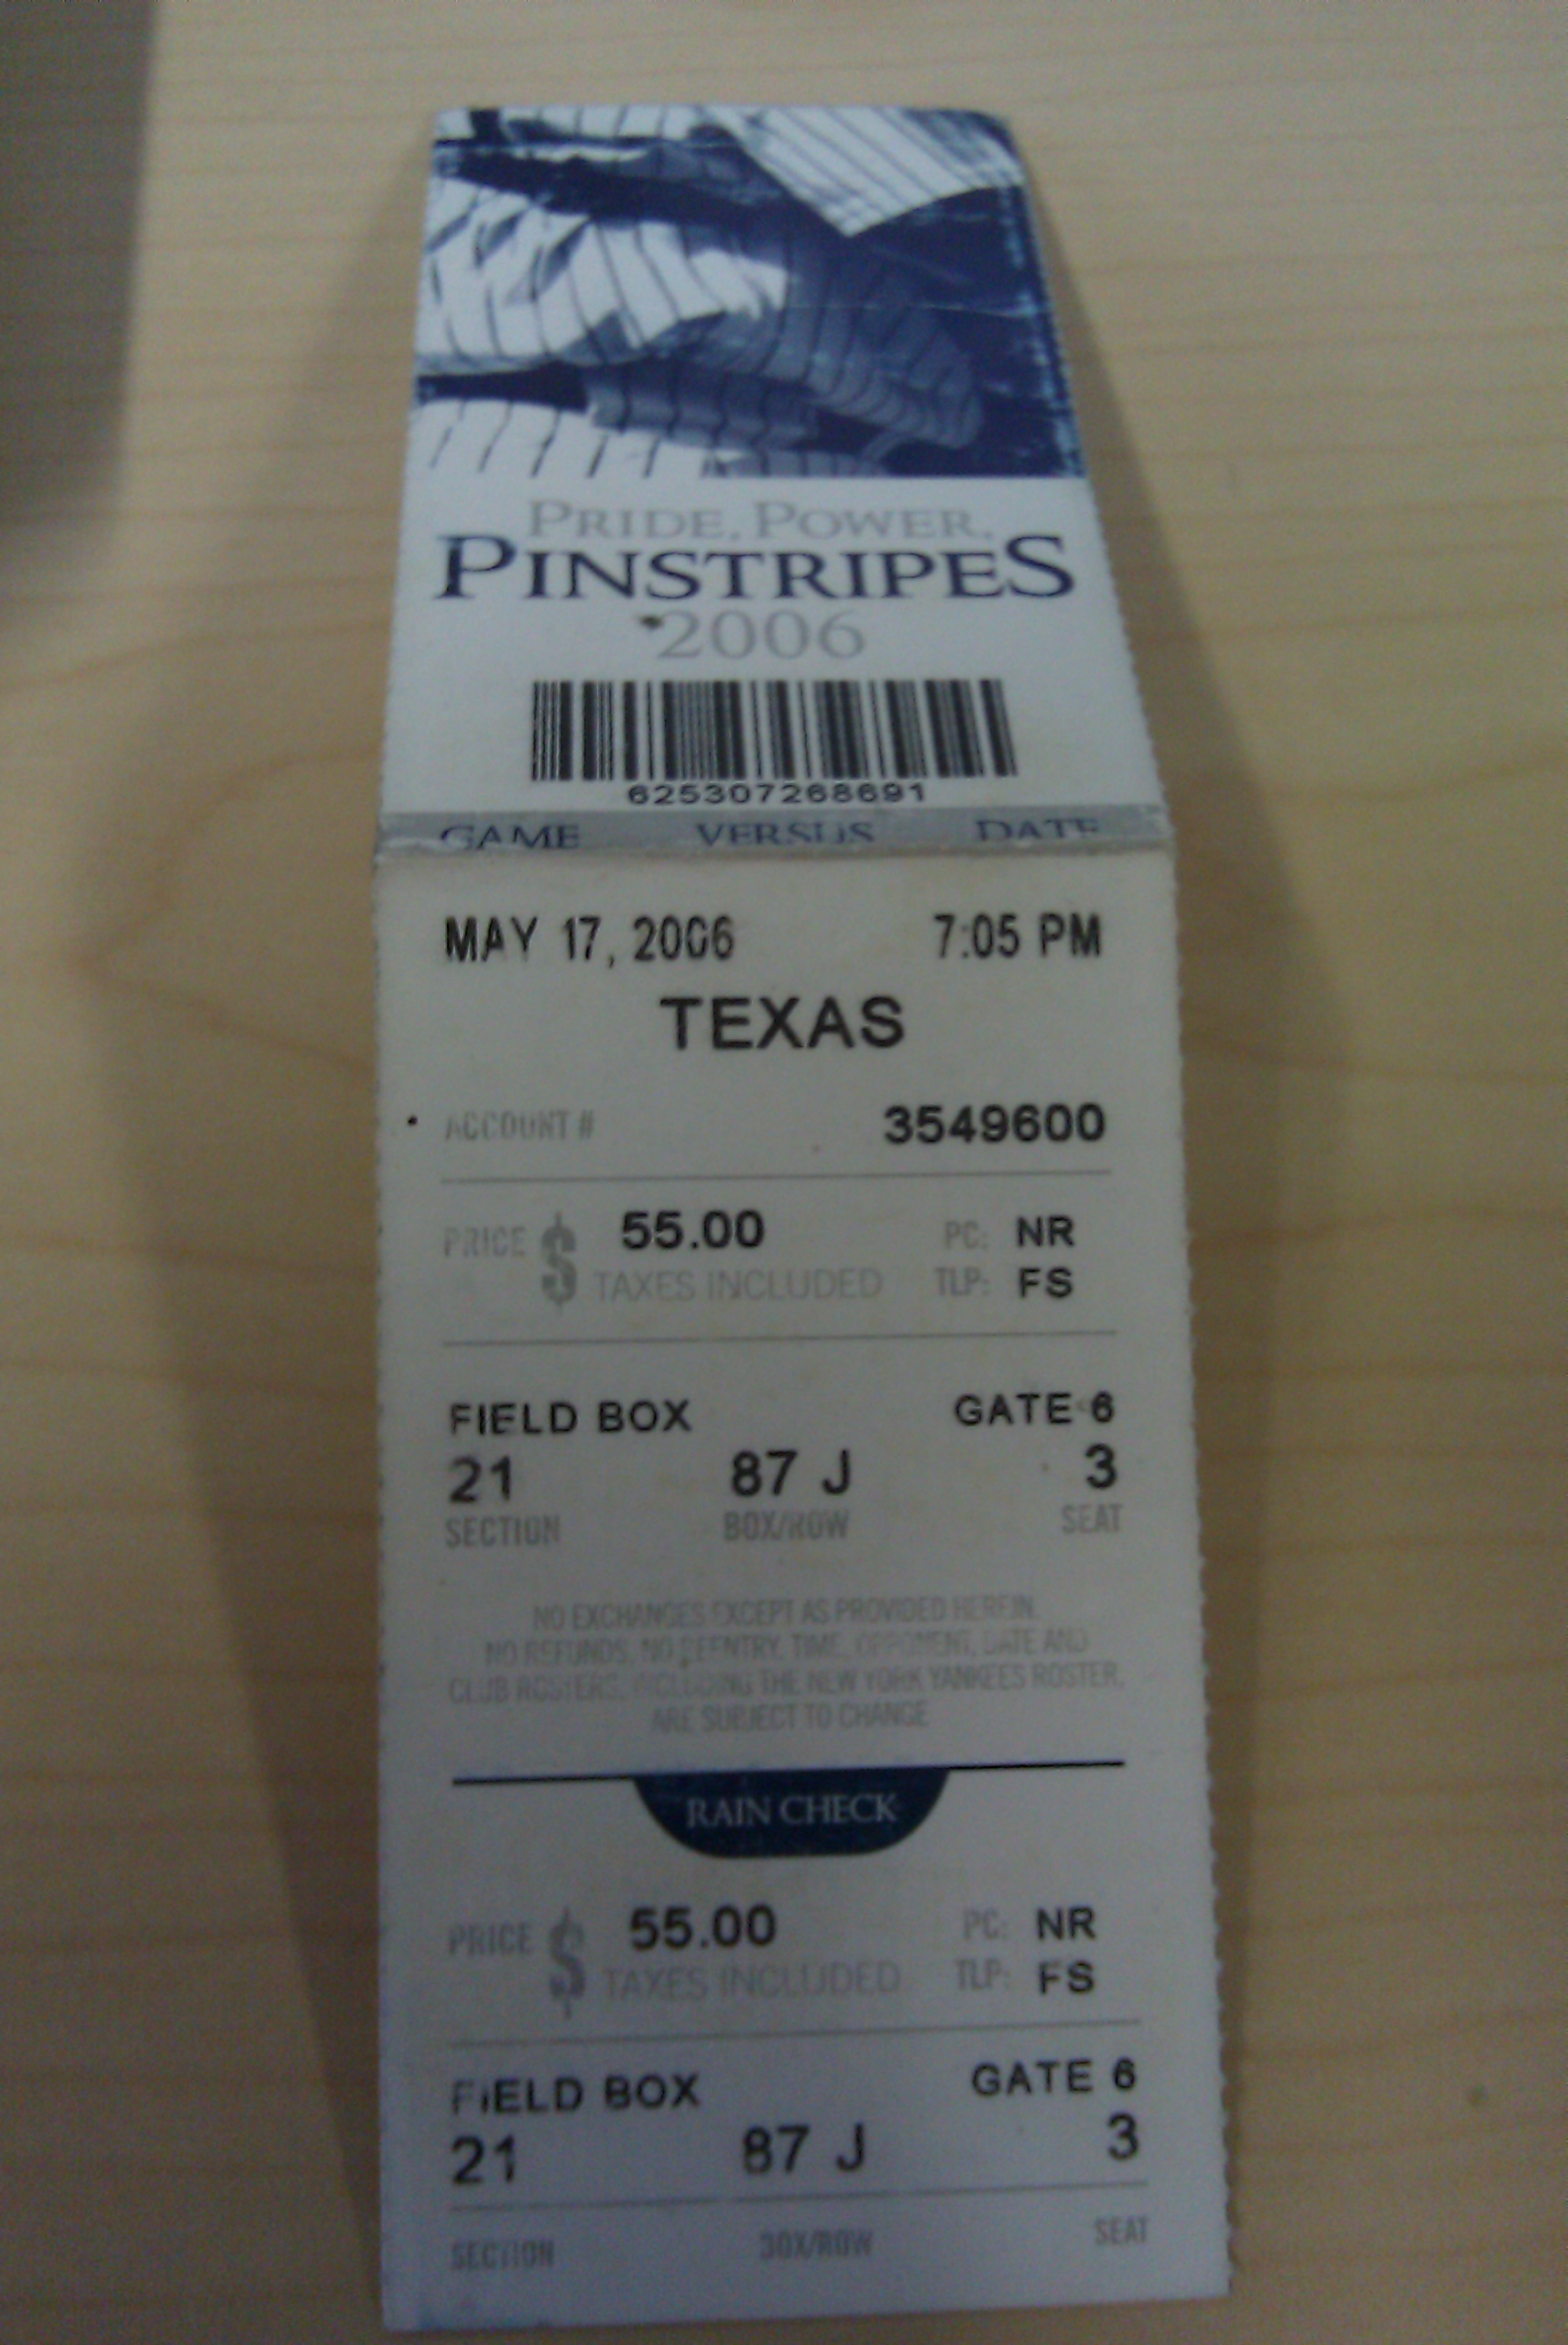 PRIDE. POWER.
PINSTRIPES
2006
625307268691
GAME VERSUS DATE
MAY 17, 2006 7:05 PM
TEXAS
ACCOUNT # 3549600
PRICE $ 55.00 PC: NR
TAXES INCLUDED TLP: FS
FIELD BOX GATE 6
21 87 J 3
SECTION BOX/ROW SEAT
NO EXCHANGES EXCEPT AS PROVIDED HEREIN.
NO REFUNDS, NO REENTRY, TIME, OPPONENT, DATE AND
CLUB ROSTERS, INCLUDING THE NEW YORK YANKEES ROSTER,
ARE SUBJECT TO CHANGE
RAIN CHECK
PRICE $ 55.00 PC: NR
TAXES INCLUDED TLP: FS
FIELD BOX GATE 6
21 87 J 3
SECTION BOX/ROW SEAT